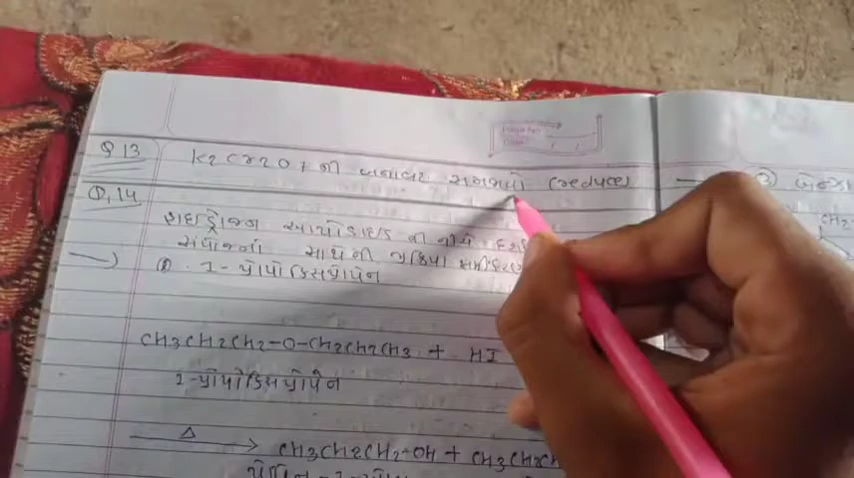 Q 13 K2Cr2O7 ની બનાવટ સમજાવો (reduce)
Q.14 હાઇડ્રોજન આયોડાઇડ ની નીચે
સંયોજનો સાથેની પ્રક્રિયા
① 1-પ્રોપોક્સિપ્રોપેન
CH3CH2CH2-O-CH2CH2CH3 + HI
1-પ્રોપોક્સિપ્રોપેન
Δ CH3CH2CH2-OH +